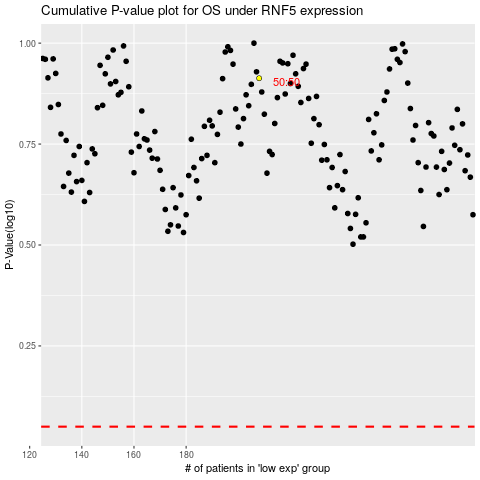 Cumulative P-value plot for OS under RNF5 expression
P-Value(log10)
1.00
0.75
0.50
0.25
50:50
120 140 160 180
# of patients in 'low exp' group